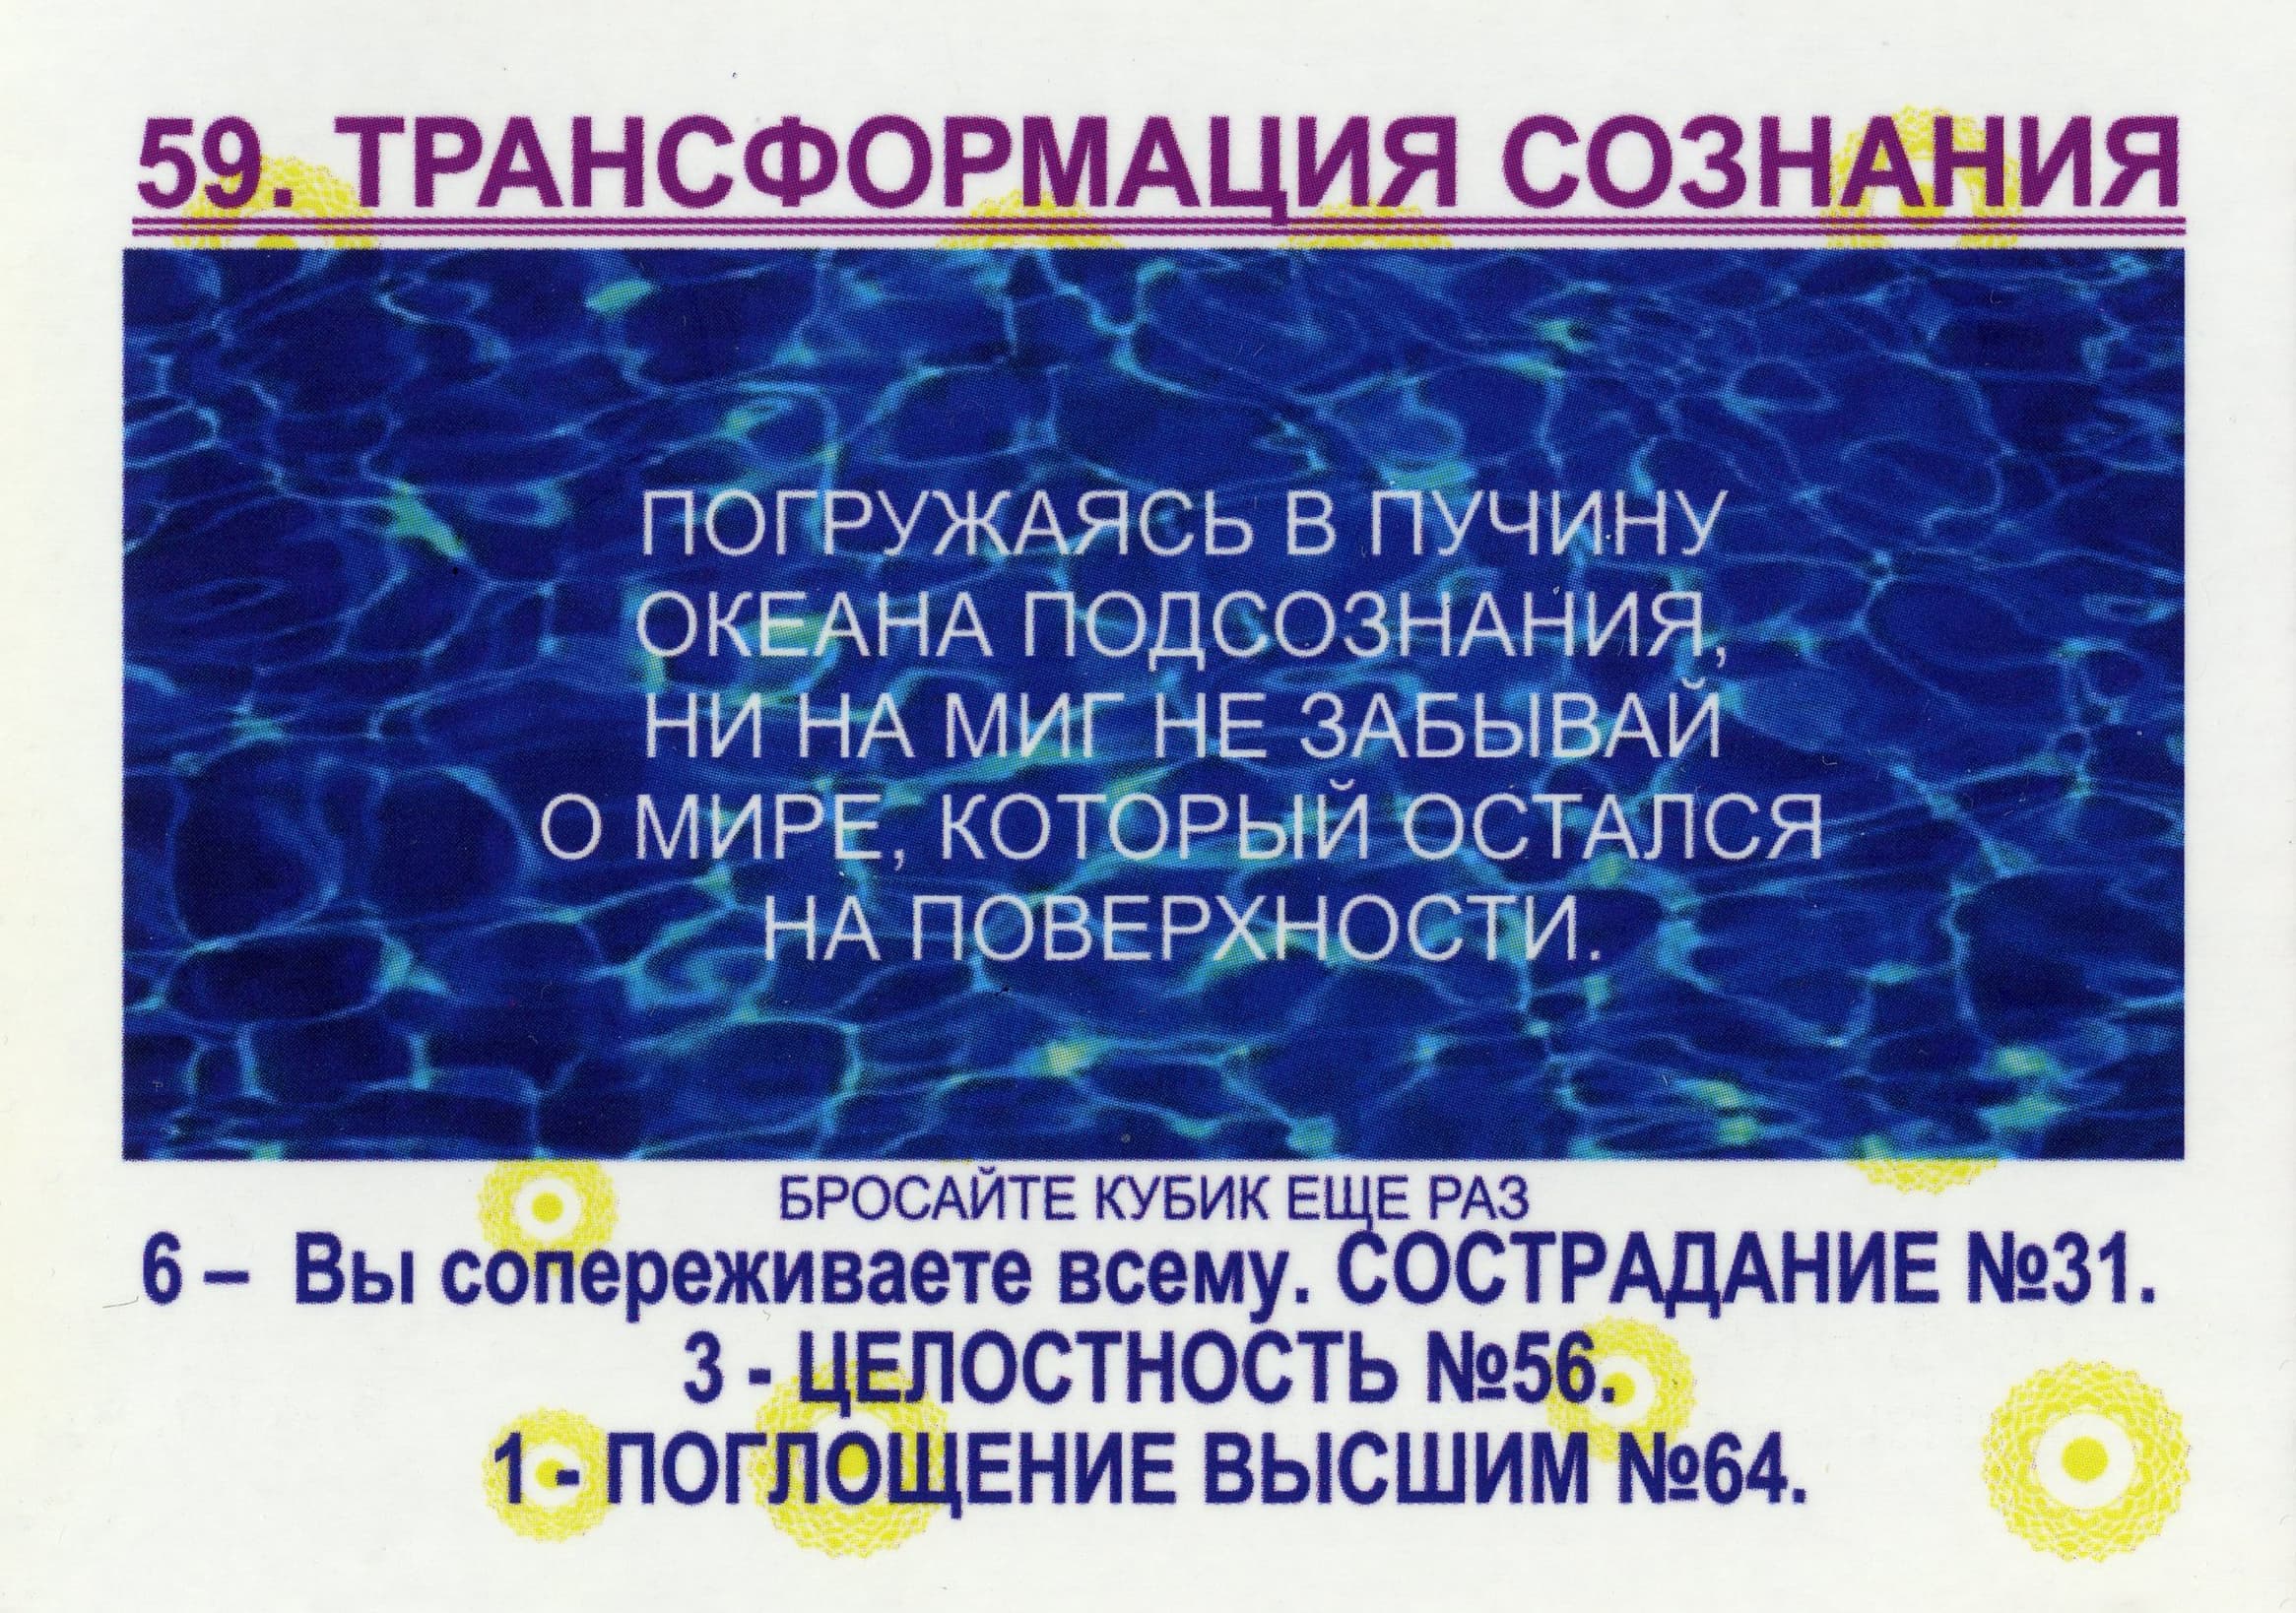 59. ТРАНСФОРМАЦИЯ СОЗНАНИЯ
ПОГРУЖАЯСЬ В ПУЧИНУ
ОКЕАНА ПОДСОЗНАНИЯ,
НИ НА МИГ НЕ ЗАБЫВАЙ
О МИРЕ, КОТОРЫЙ ОСТАЛСЯ
НА ПОВЕРХНОСТИ.
БРОСАЙТЕ КУБИК ЕЩЕ РАЗ
6 – Вы сопереживаете всему. СОСТРАДАНИЕ №31.
3 - ЦЕЛОСТНОСТЬ №56.
1 - ПОГЛОЩЕНИЕ ВЫСШИМ №64.